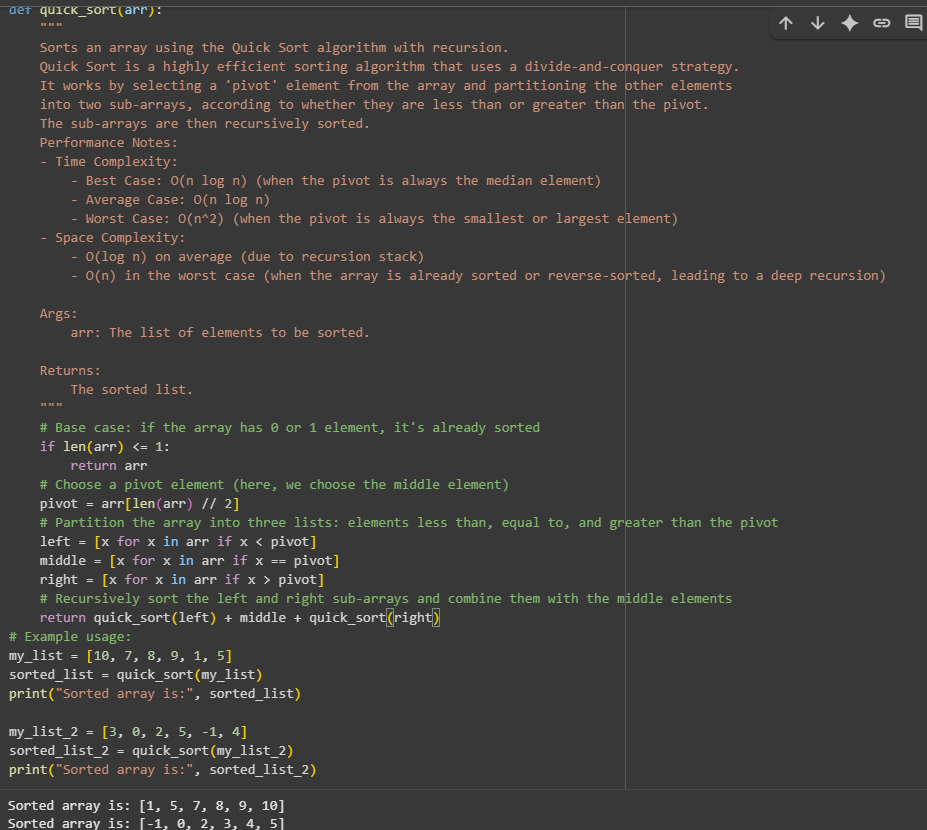 def quick_sort(arr):
    """
    Sorts an array using the Quick Sort algorithm with recursion.
    Quick Sort is a highly efficient sorting algorithm that uses a divide-and-conquer strategy.
    It works by selecting a 'pivot' element from the array and partitioning the other elements
    into two sub-arrays, according to whether they are less than or greater than the pivot.
    The sub-arrays are then recursively sorted.
    Performance Notes:
    - Time Complexity:
        - Best Case: O(n log n) (when the pivot is always the median element)
        - Average Case: O(n log n)
        - Worst Case: O(n^2) (when the pivot is always the smallest or largest element)
    - Space Complexity:
        - O(log n) on average (due to recursion stack)
        - O(n) in the worst case (when the array is already sorted or reverse-sorted, leading to a deep recursion)

    Args:
        arr: The list of elements to be sorted.

    Returns:
        The sorted list.
    """
    # Base case: if the array has 0 or 1 element, it's already sorted
    if len(arr) <= 1:
        return arr
    # Choose a pivot element (here, we choose the middle element)
    pivot = arr[len(arr) // 2]
    # Partition the array into three lists: elements less than, equal to, and greater than the pivot
    left = [x for x in arr if x < pivot]
    middle = [x for x in arr if x == pivot]
    right = [x for x in arr if x > pivot]
    # Recursively sort the left and right sub-arrays and combine them with the middle elements
    return quick_sort(left) + middle + quick_sort(right)
# Example usage:
my_list = [10, 7, 8, 9, 1, 5]
sorted_list = quick_sort(my_list)
print("Sorted array is:", sorted_list)

my_list_2 = [3, 0, 2, 5, -1, 4]
sorted_list_2 = quick_sort(my_list_2)
print("Sorted array is:", sorted_list_2)

Sorted array is: [1, 5, 7, 8, 9, 10]
Sorted array is: [-1, 0, 2, 3, 4, 5]